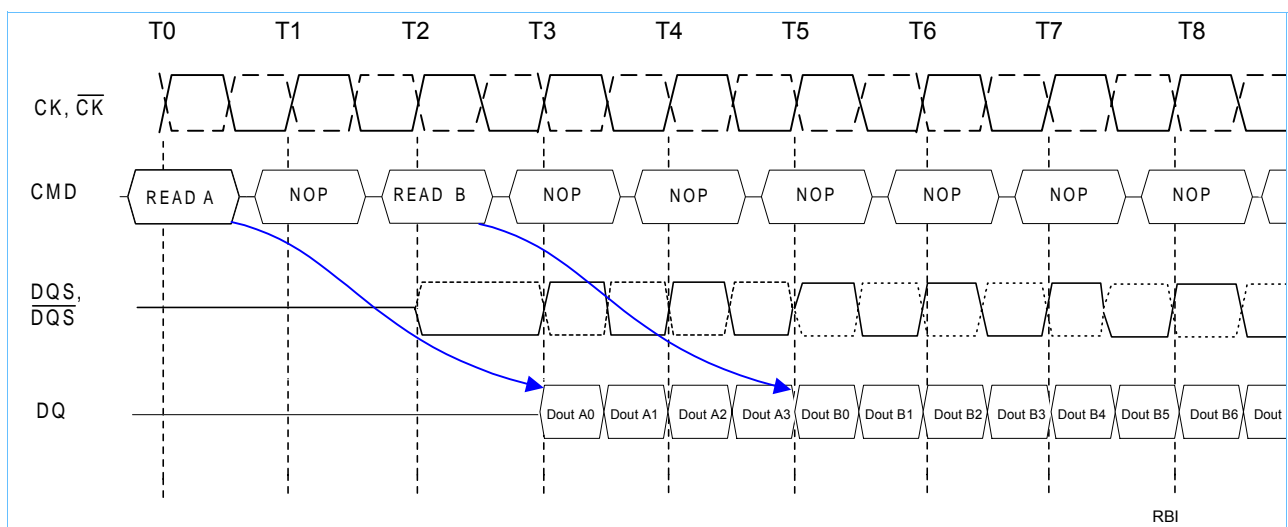 T0 T1 T2 T3 T4 T5 T6 T7 T8
CK, CK
CMD READ A NOP READ B NOP NOP NOP NOP NOP NOP
DQS,
DQS
DQ Dout A0 Dout A1 Dout A2 Dout A3 Dout B0 Dout B1 Dout B2 Dout B3 Dout B4 Dout B5 Dout B6 Dout
RBI